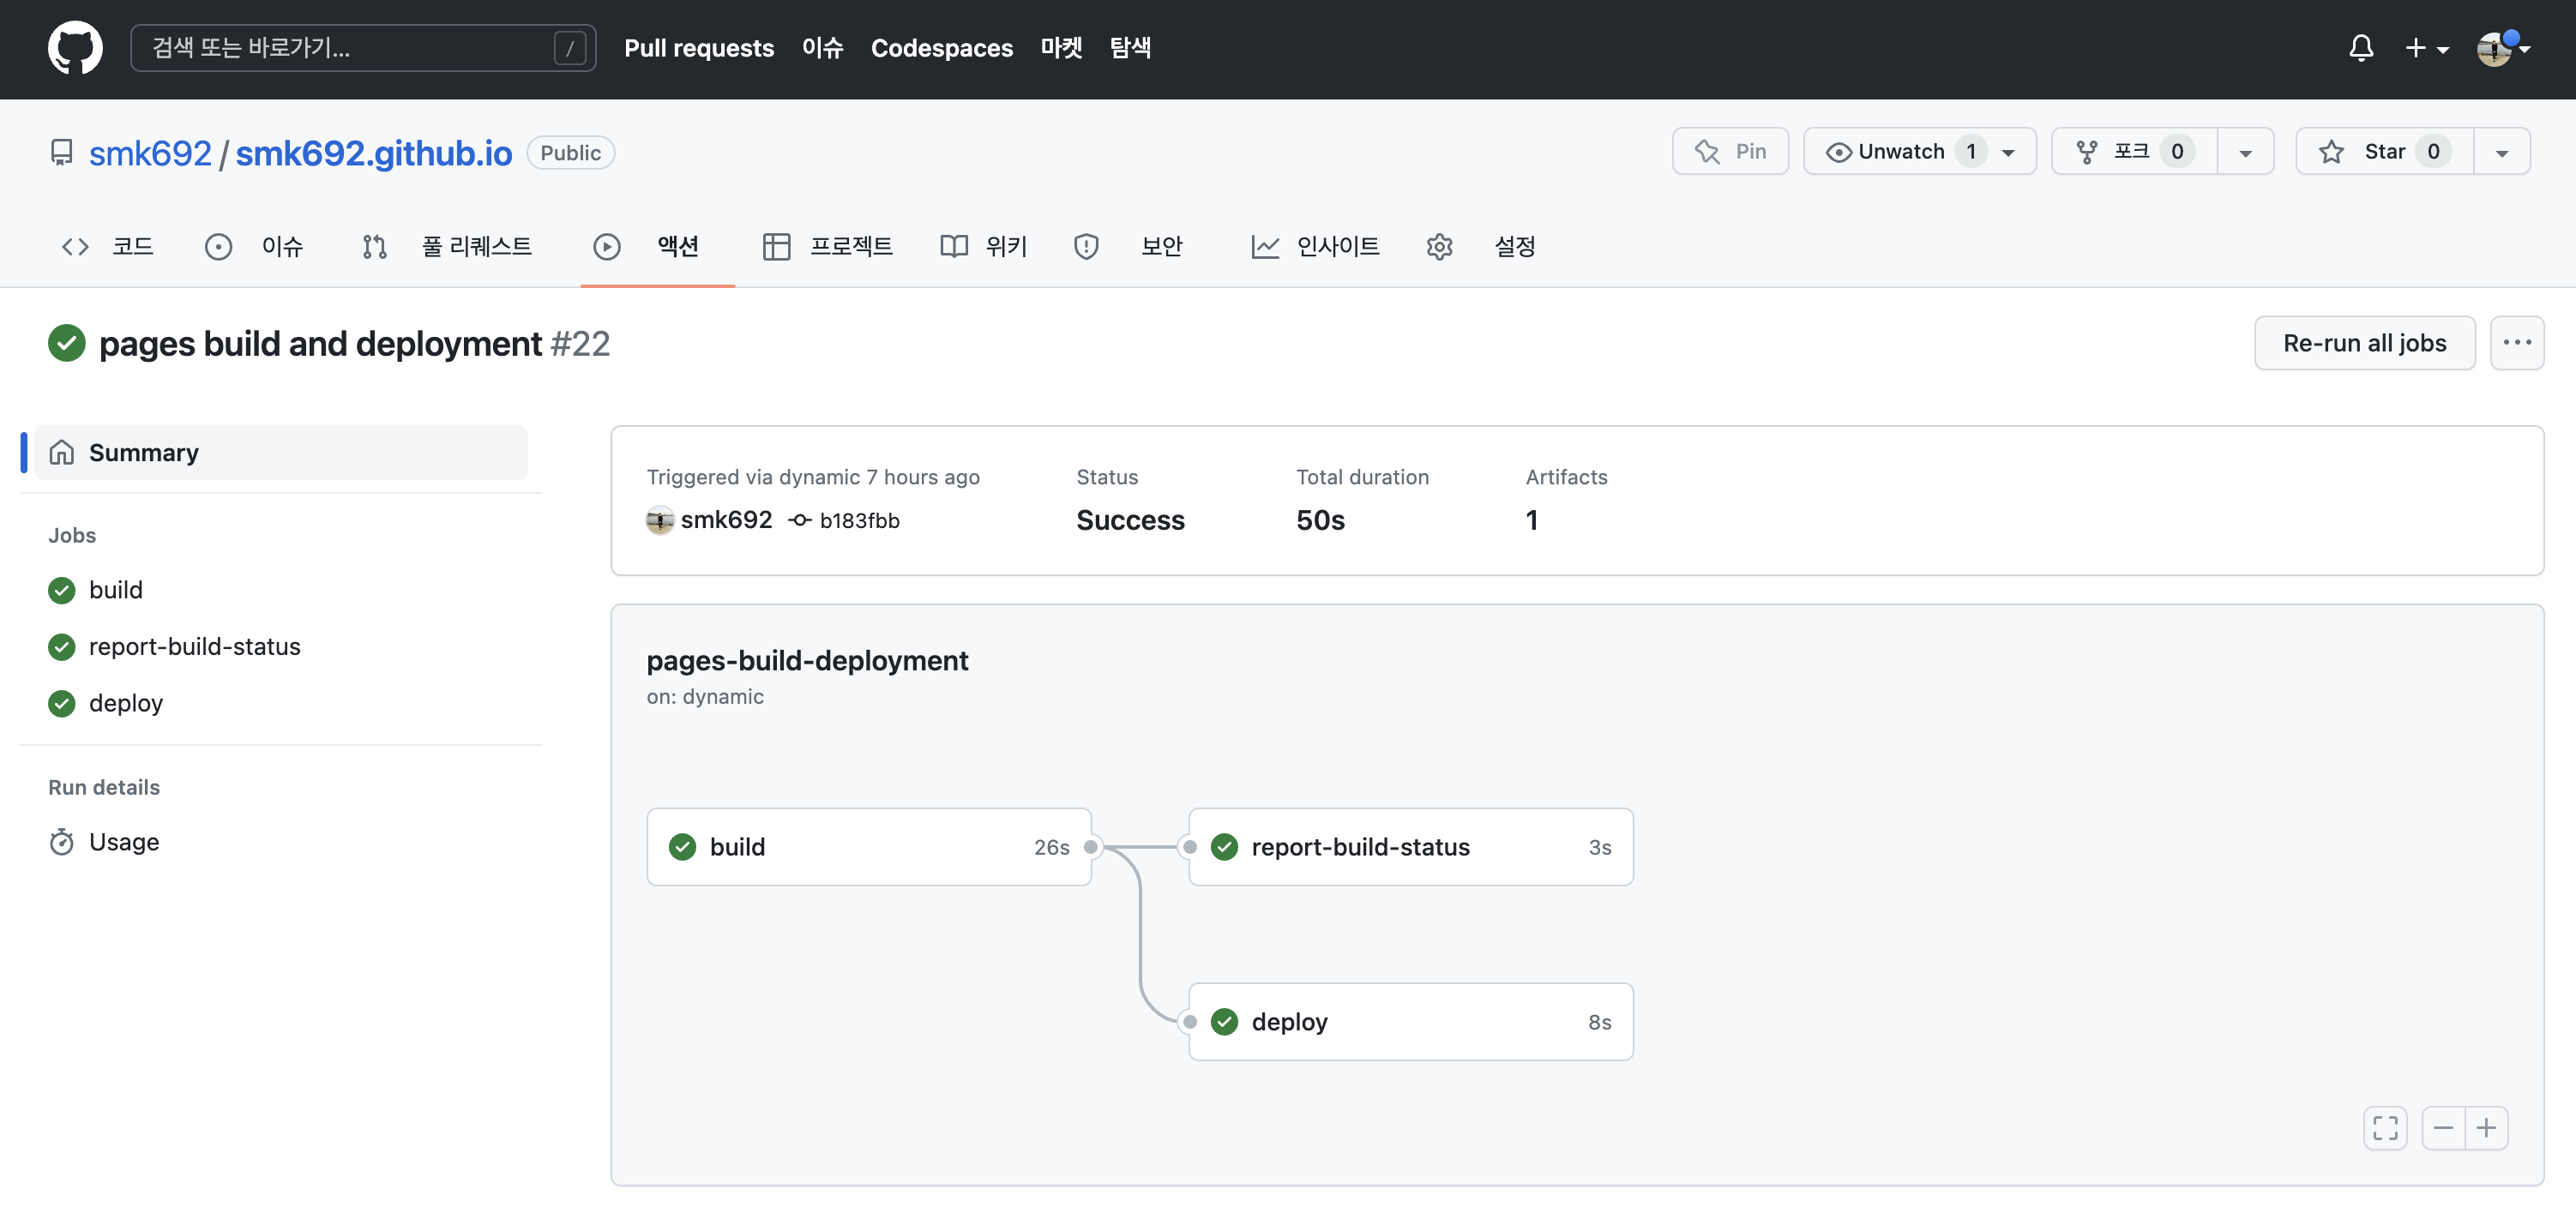 검색 또는 바로가기... / Pull requests 이슈 Codespaces 마켓 탐색
smk692 / smk692.github.io Public Pin Unwatch 1 포크 0 Star 0
코드 이슈 풀 리퀘스트 액션 프로젝트 위키 보안 인사이트 설정
pages build and deployment #22 Re-run all jobs
Summary
Jobs
build
report-build-status
deploy
Run details
Usage
Triggered via dynamic 7 hours ago Status Total duration Artifacts
smk692 b183fbb Success 50s 1
pages-build-deployment
on: dynamic
build 26s report-build-status 3s
deploy 8s